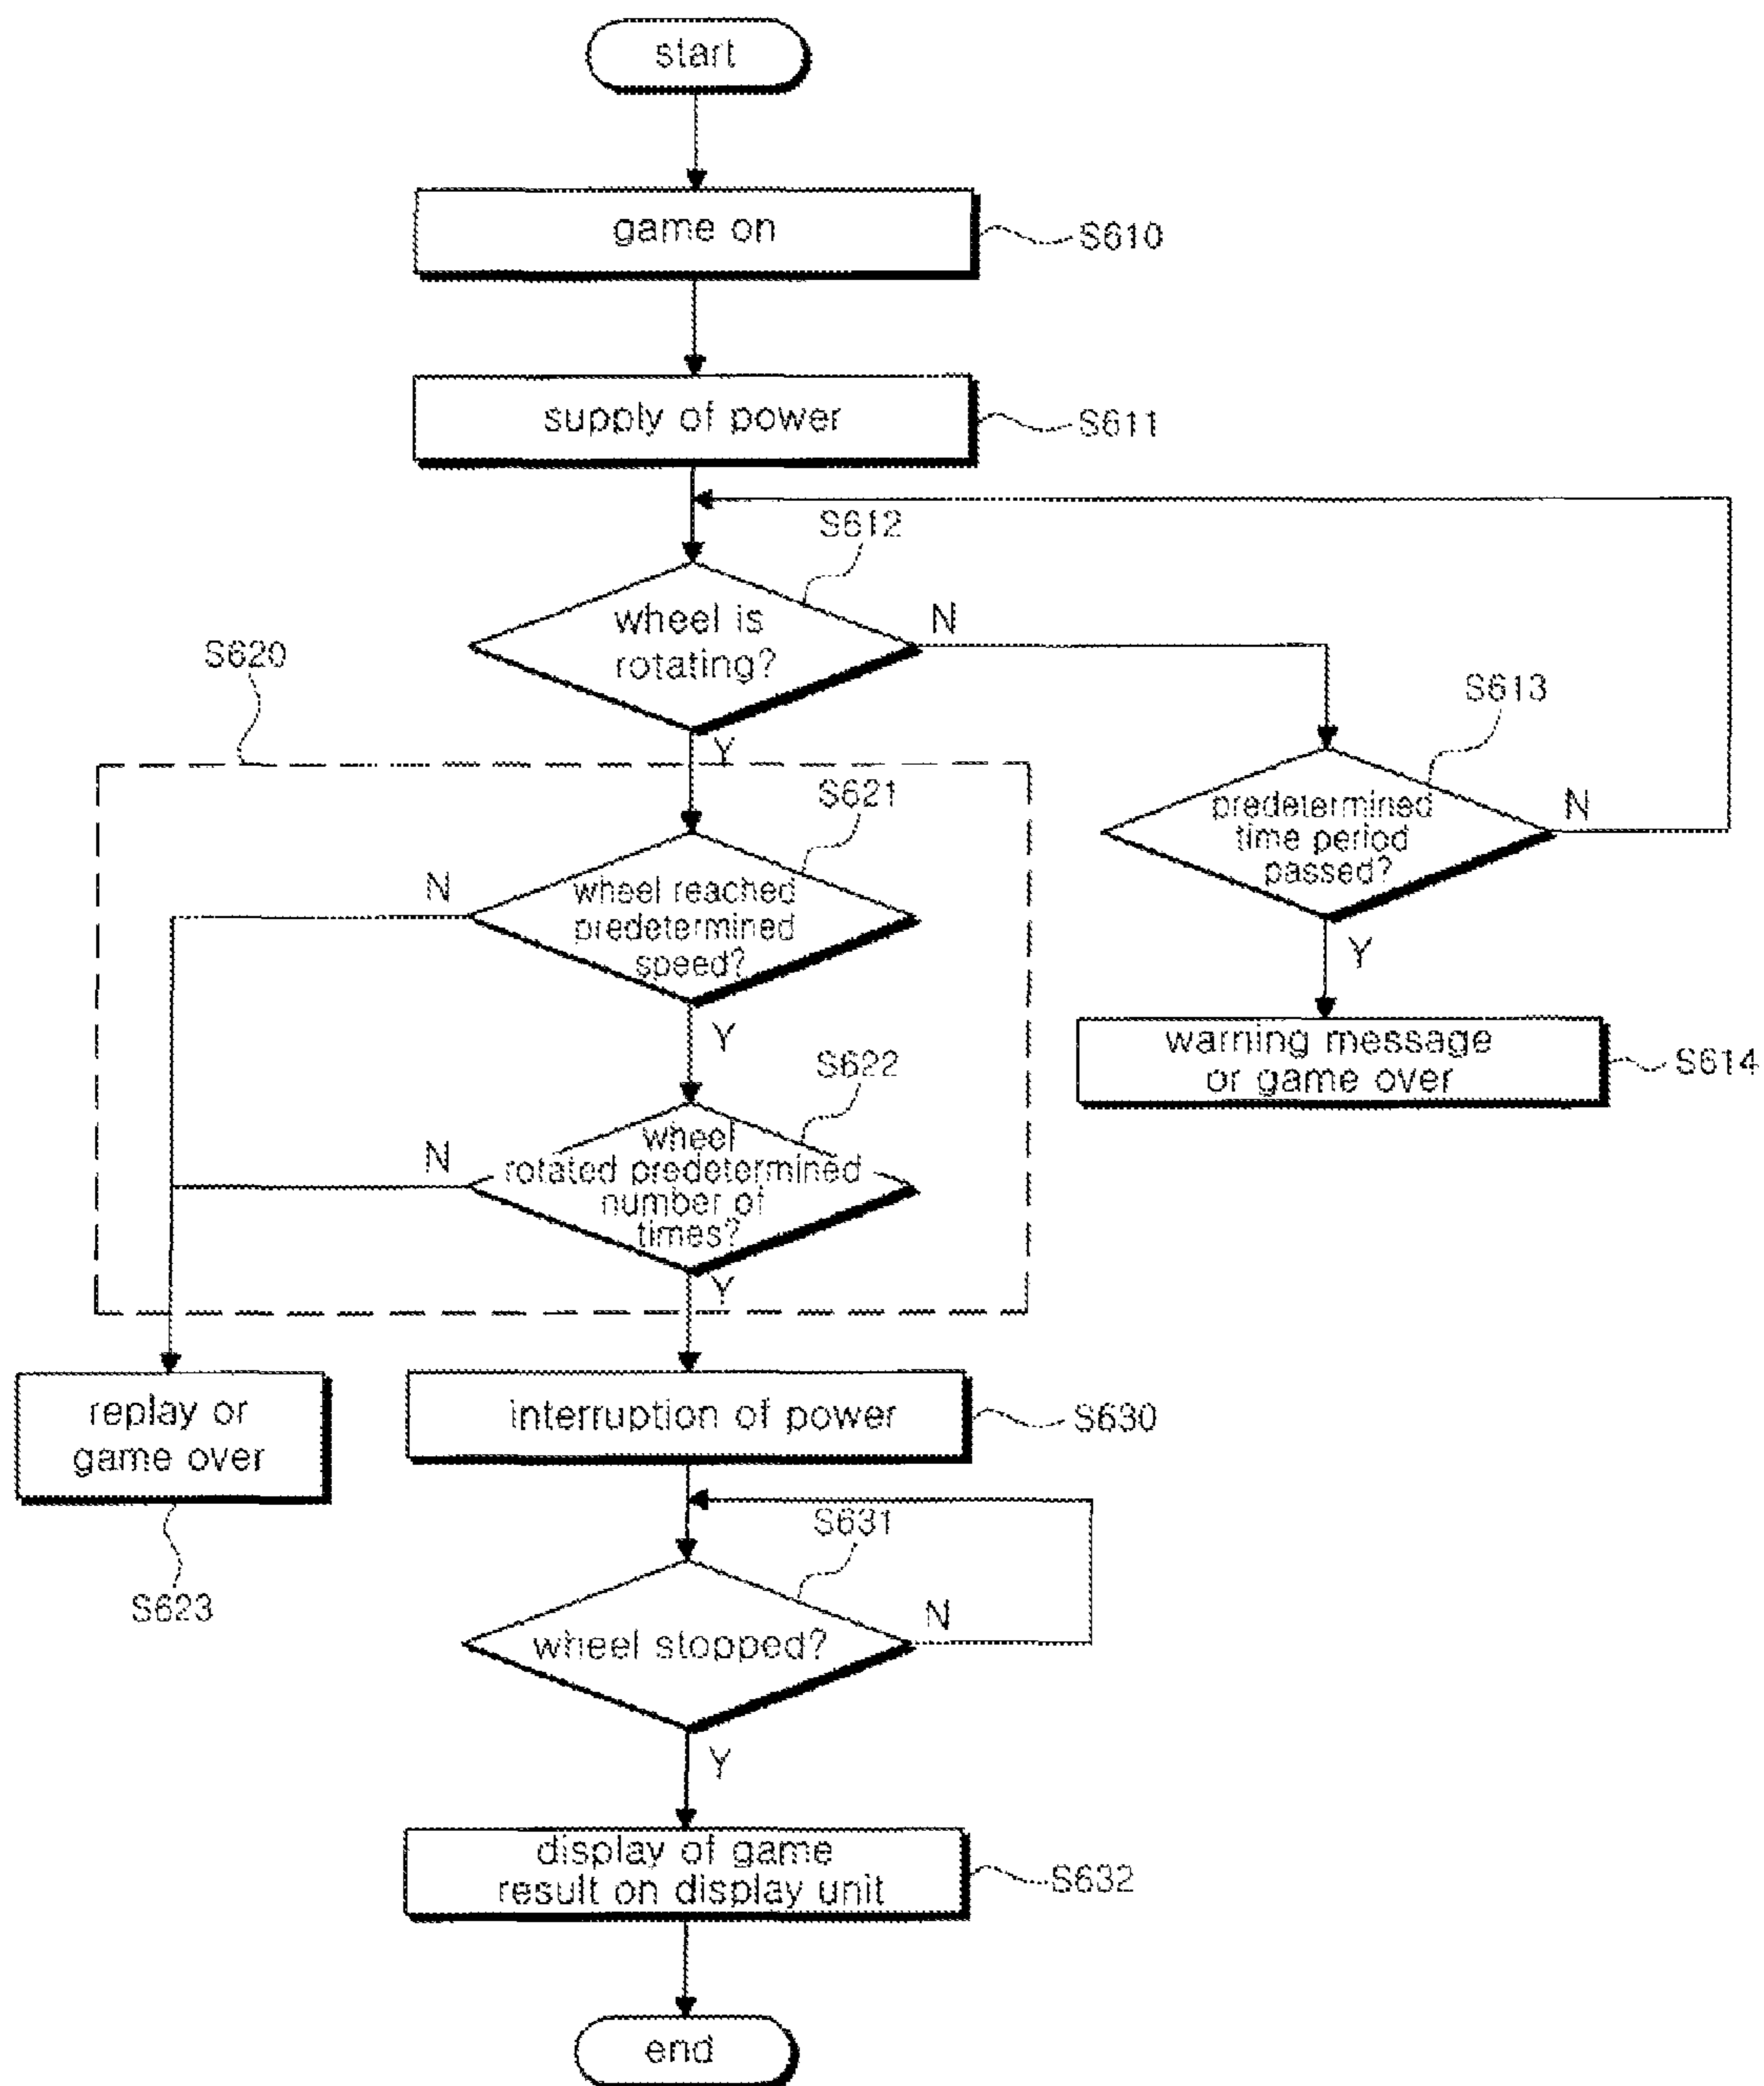 start
game on
S610
supply of power
S611
S612
wheel is
rotating?
N
Y
S613
predetermined
time period
passed?
N
Y
warning message
or game over
S614
S620
S621
wheel reached
predetermined
speed?
N
Y
S622
wheel
rotated predetermined
number of
times?
N
Y
replay or
game over
S623
interruption of power
S630
S631
wheel stopped?
N
Y
display of game
result on display unit
S632
end